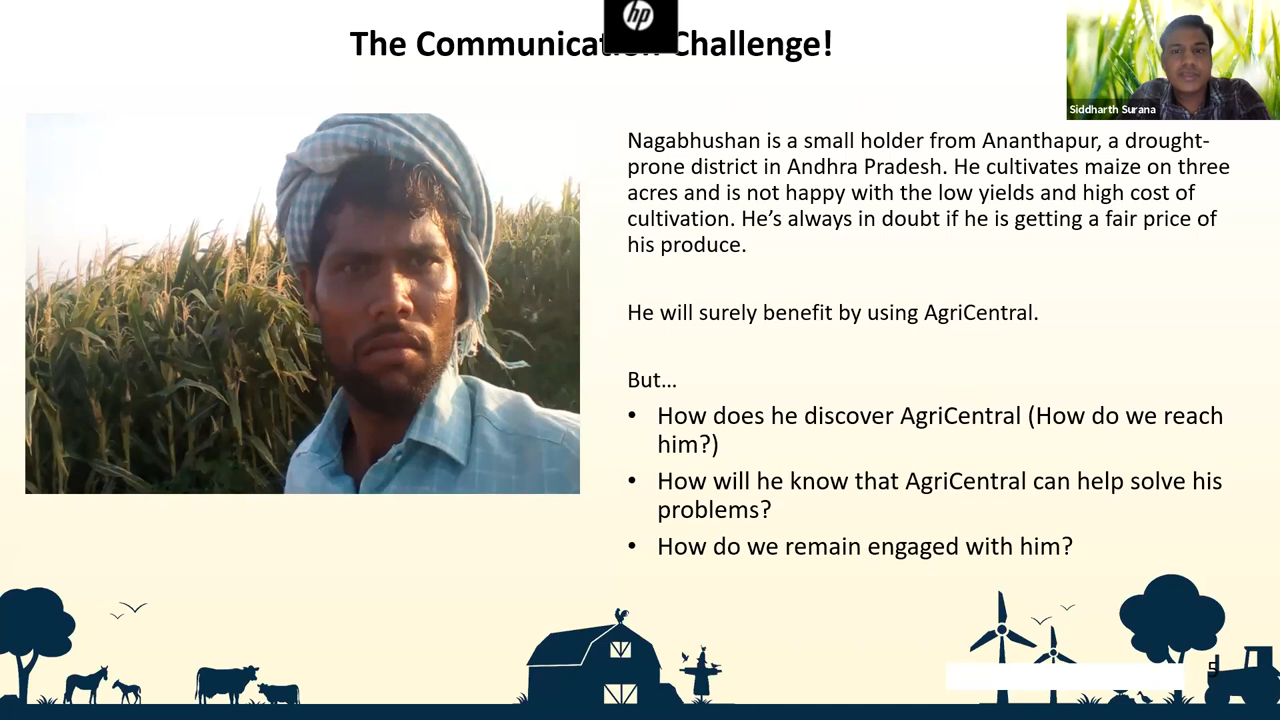 The Communicat Challenge!
hp
Siddharth Surana
Nagabhushan is a small holder from Ananthapur, a drought-
prone district in Andhra Pradesh. He cultivates maize on three
acres and is not happy with the low yields and high cost of
cultivation. He’s always in doubt if he is getting a fair price of
his produce.
He will surely benefit by using AgriCentral.
But…
• How does he discover AgriCentral (How do we reach
him?)
• How will he know that AgriCentral can help solve his
problems?
• How do we remain engaged with him?
5